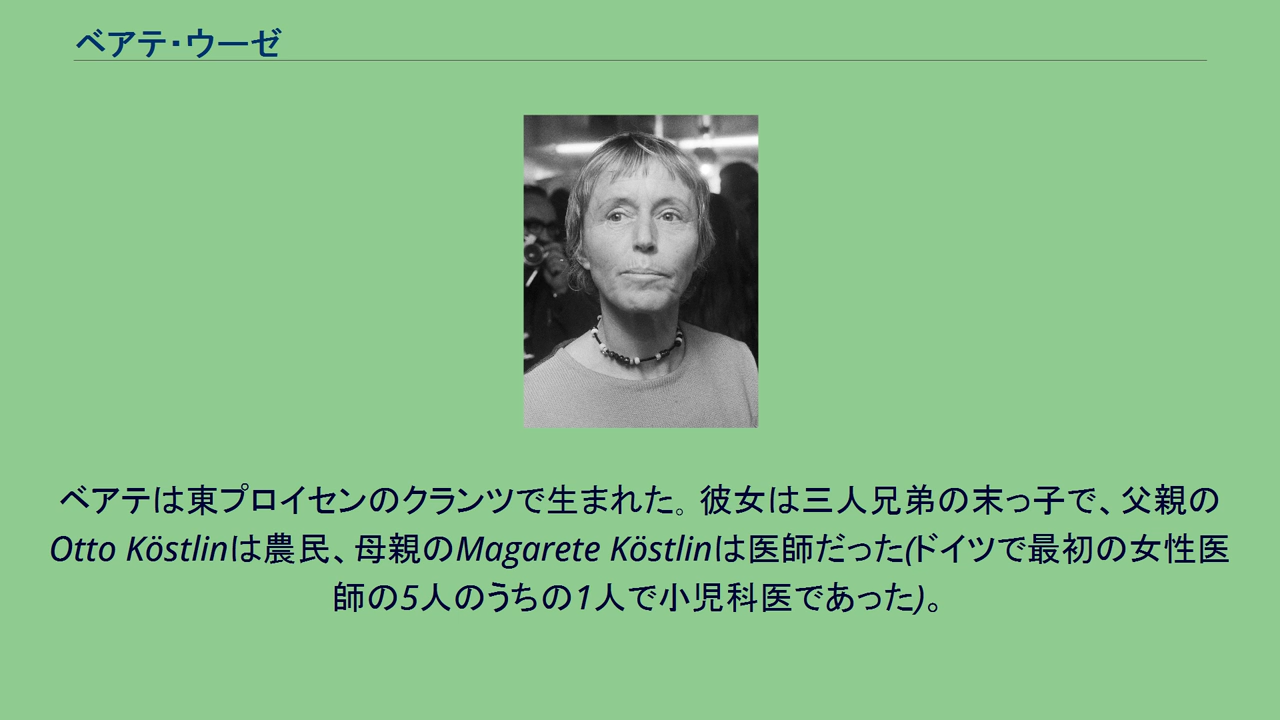 ベアテ・ウーゼ
ベアテは東プロイセンのクランツで生まれた。彼女は三人兄弟の末っ子で、父親の
Otto Köstlinは農民、母親のMagarete Köstlinは医師だった(ドイツで最初の女性医
師の5人のうちの1人で小児科医であった)。